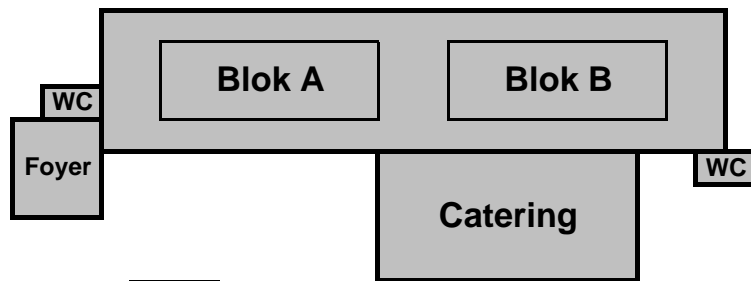 Blok A
Blok B
WC
Foyer
WC
Catering